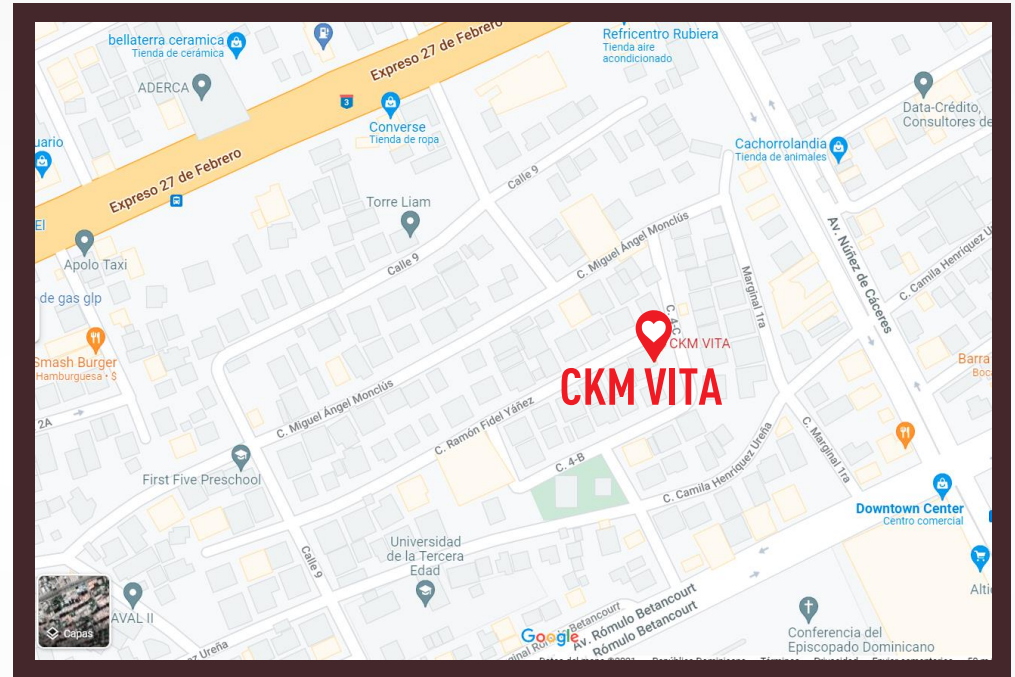 bellaterra ceramica
Tienda de cerámica
ADERCA
Expreso 27 de Febrero
3
Converse
Tienda de ropa
Refricentro Rubiera
Tienda aire
acondicionado
Data-Crédito,
Consultores de
Cachorrolandia
Tienda de animales
uario
Expreso 27 de Febrero
Calle 9
Torre Liam
El
Apolo Taxi
Calle 9
C. Miguel Ángel Monclús
Av. Núñez de Cáceres
C. Camila Henríquez U
Marginal 1ra
de gas glp
C. 4-C
CKM VITA
CKM VITA
Smash Burger
Hamburguesa • $
Barra
Boc
2A
C. Miguel Ángel Monclús
C. Ramón Fidel Yáñez
C. 4-B
C. Camila Henríquez Ureña
C. Marginal 1ra
First Five Preschool
Downtown Center
Centro comercial
Universidad
de la Tercera
Edad
Calle 9
Alti
AVAL II
Capas
Ureña
Google
Betancourt
Av. Rómulo Betancourt
Rómulo Betancourt
Conferencia del
Episcopado Dominicano